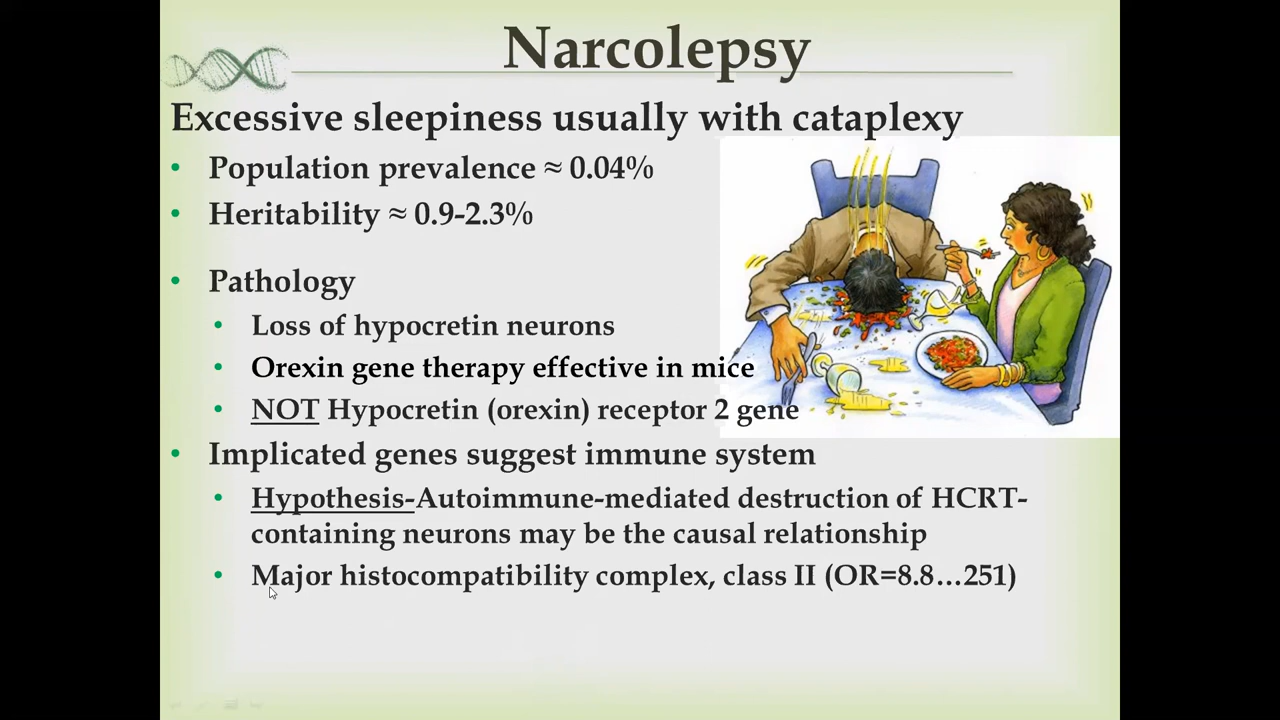 Narcolepsy
Excessive sleepiness usually with cataplexy
• Population prevalence ≈ 0.04%
• Heritability ≈ 0.9-2.3%
• Pathology
• Loss of hypocretin neurons
• Orexin gene therapy effective in mice
• NOT Hypocretin (orexin) receptor 2 gene
• Implicated genes suggest immune system
• Hypothesis-Autoimmune-mediated destruction of HCRT-
containing neurons may be the causal relationship
• Major histocompatibility complex, class II (OR=8.8…251)